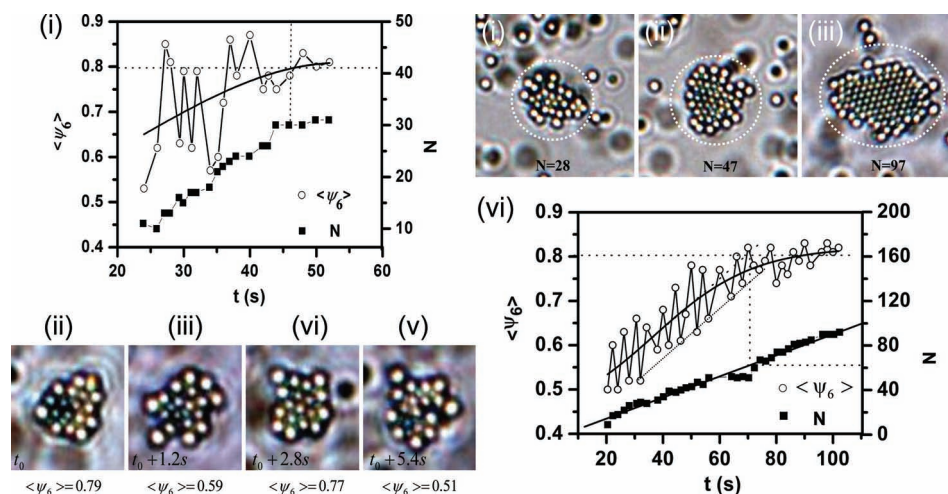 (i)
0.9
0.8
0.7
0.6
0.5
0.4
<ψ₆>
50
40
30
20
10
N
<ψ₆>
N
20 30 40 50 60
t (s)
(ii) (iii) (vi) (v)
t₀ t₀ +1.2s t₀ +2.8s t₀ +5.4s
<ψ₆>=0.79 <ψ₆>=0.59 <ψ₆>=0.77 <ψ₆>=0.51
(i) (ii) (iii)
N=28 N=47 N=97
(vi)
0.9
0.8
0.7
0.6
0.5
0.4
<ψ₆>
200
160
120
80
40
0
N
<ψ₆>
N
20 40 60 80 100
t (s)